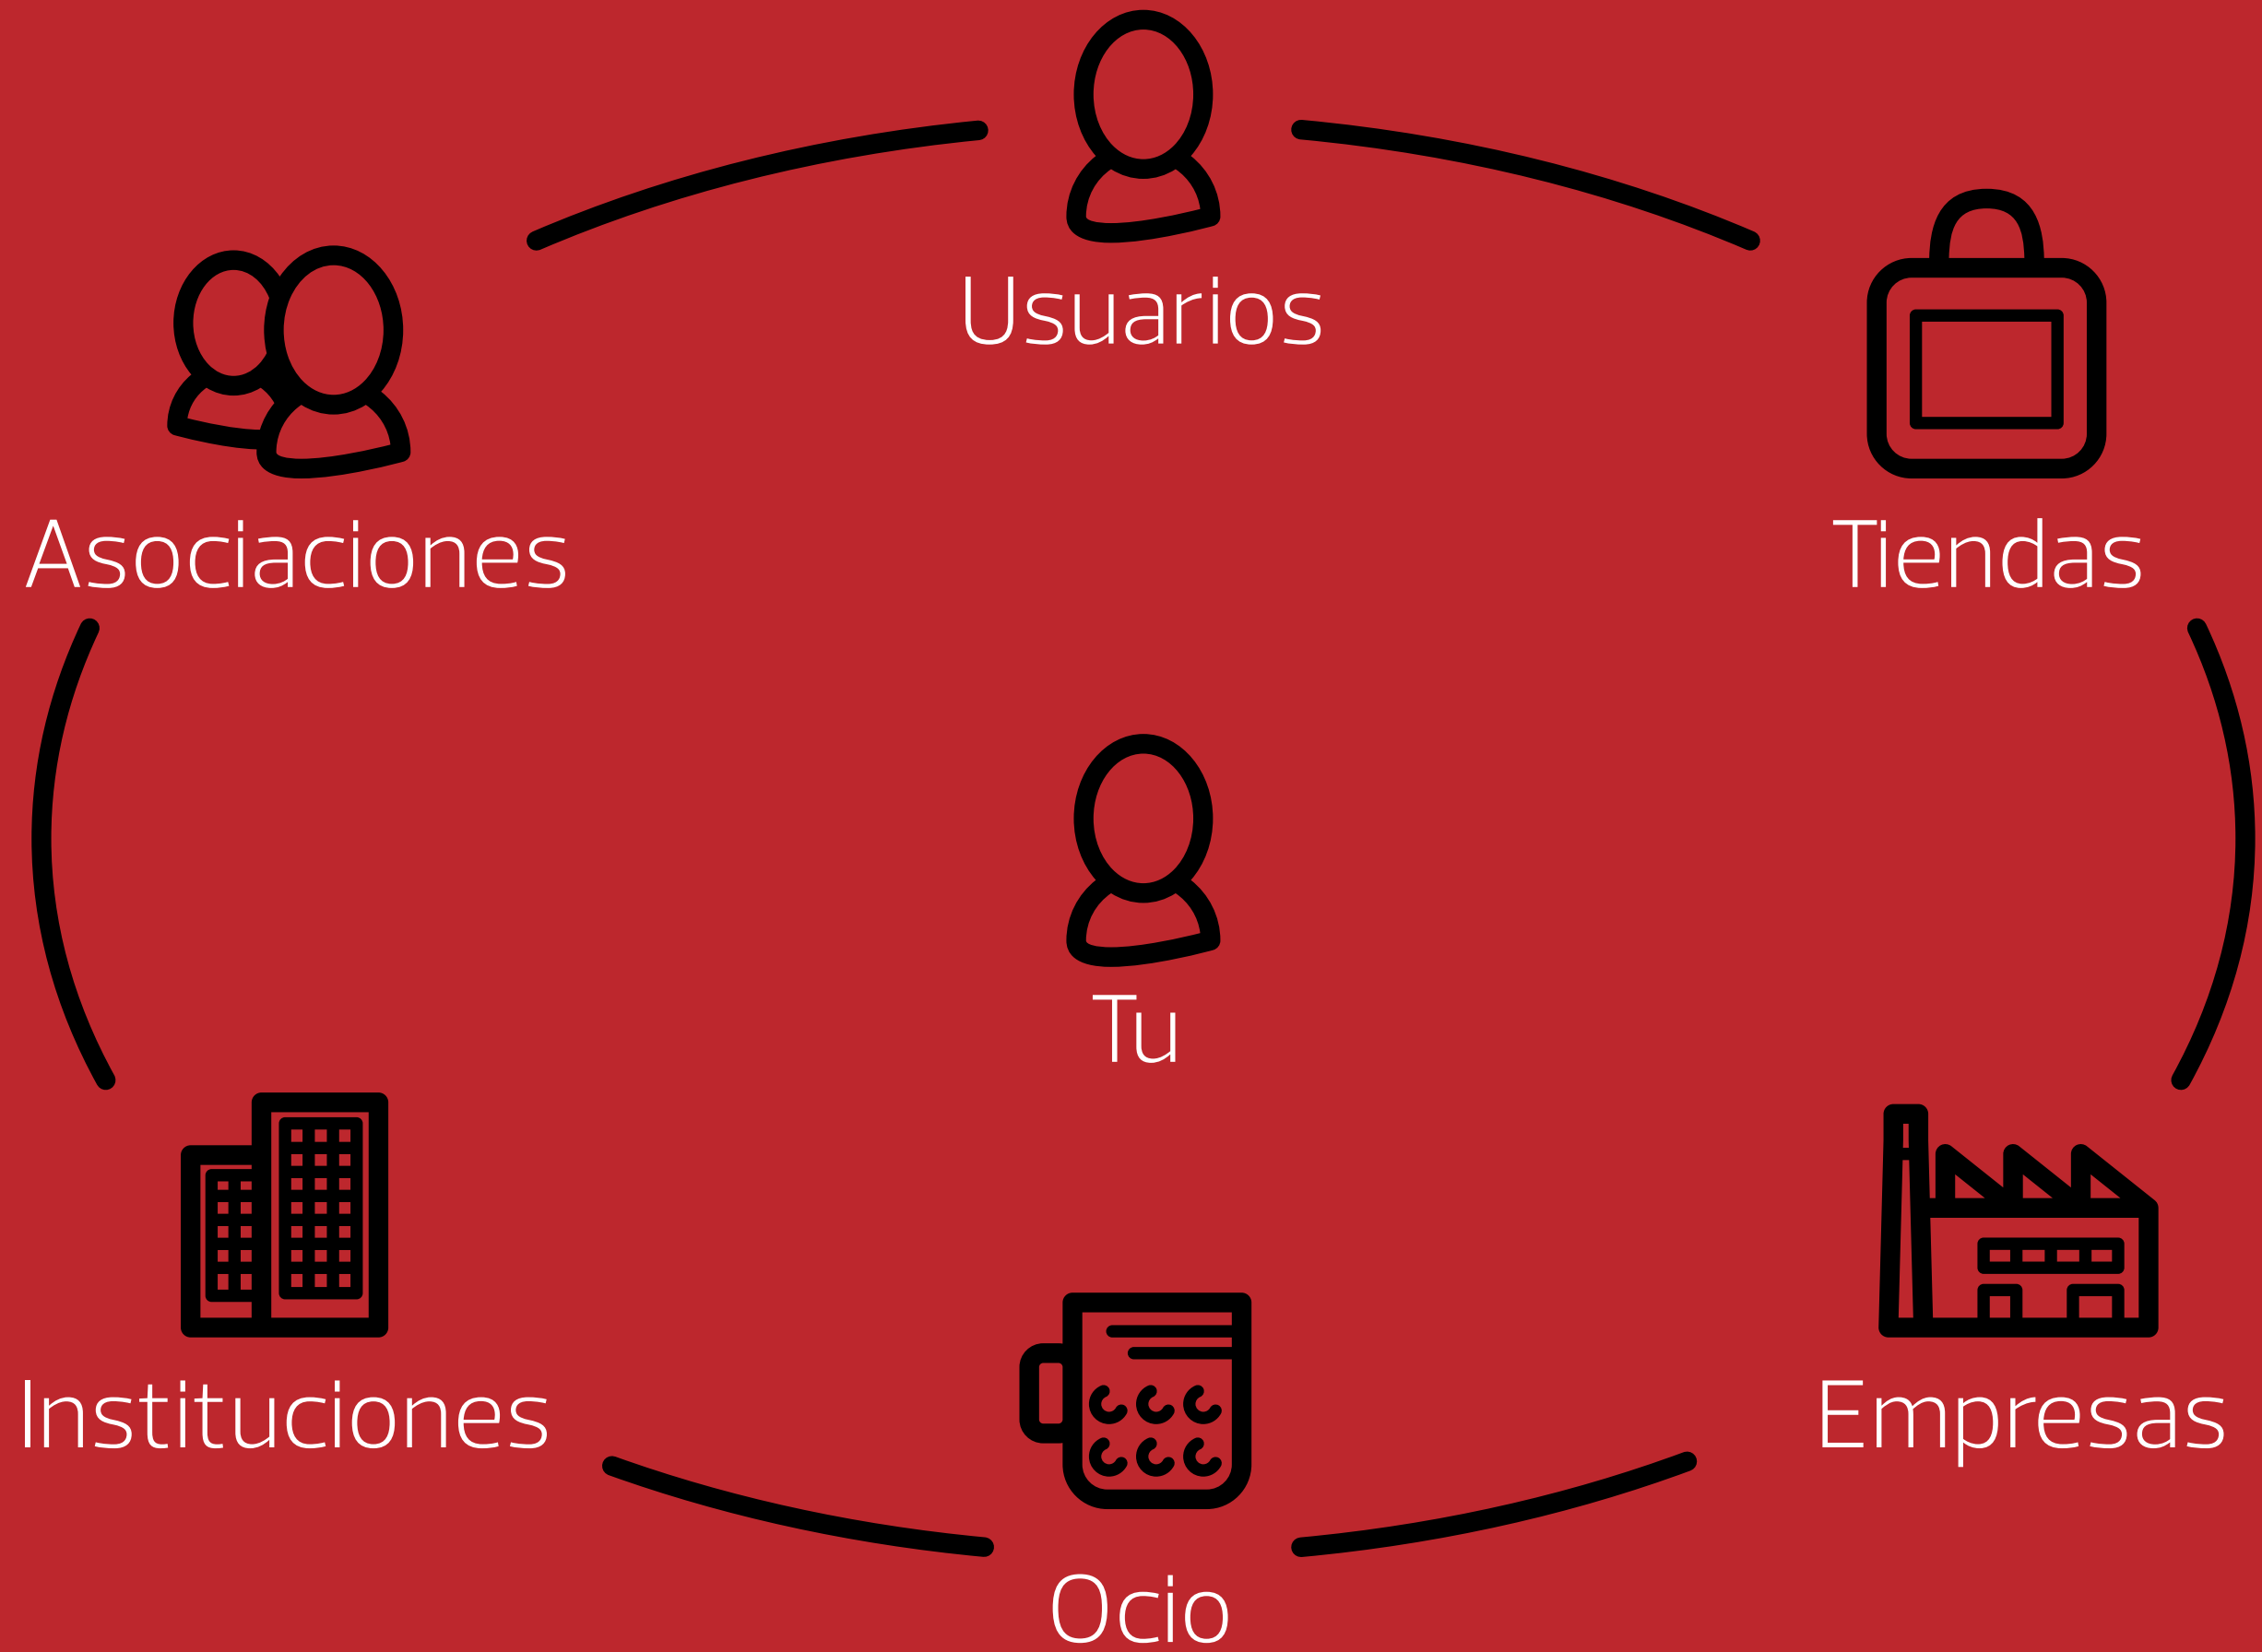 Usuarios
Asociaciones
Tiendas
Tu
Instituciones
Empresas
Ocio